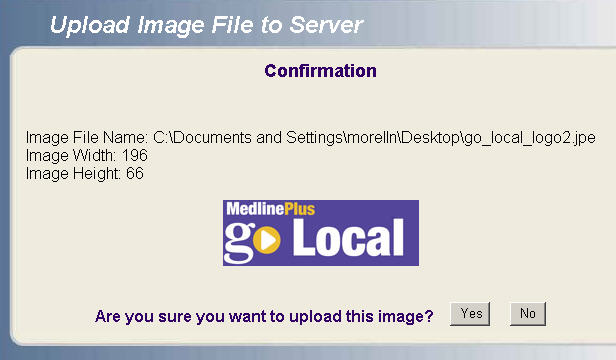 Upload Image File to Server
Confirmation
Image File Name: C:\Documents and Settings\morelln\Desktop\go_local_logo2.jpe
Image Width: 196
Image Height: 66
MedlinePlus
go Local
Are you sure you want to upload this image? Yes No